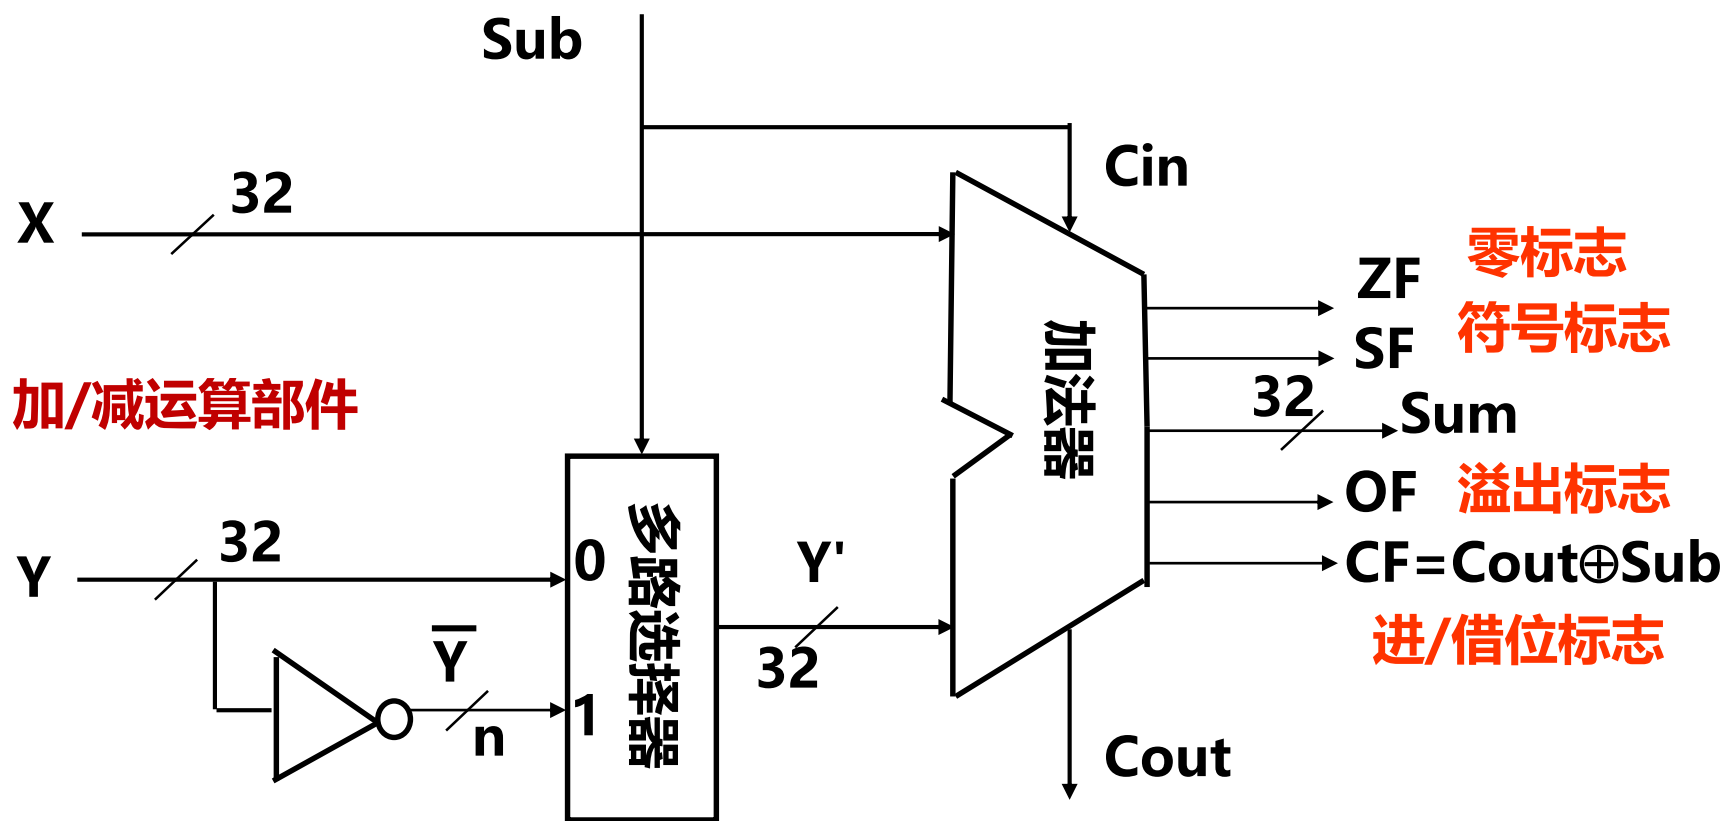 Sub
Cin
32
X
零标志
ZF
符号标志
SF
32
Sum
加/减运算部件
加法器
溢出标志
OF
32
Y
0
多路选择器
Y'
CF=Cout⊕Sub
进/借位标志
Y̅
32
1
n
Cout